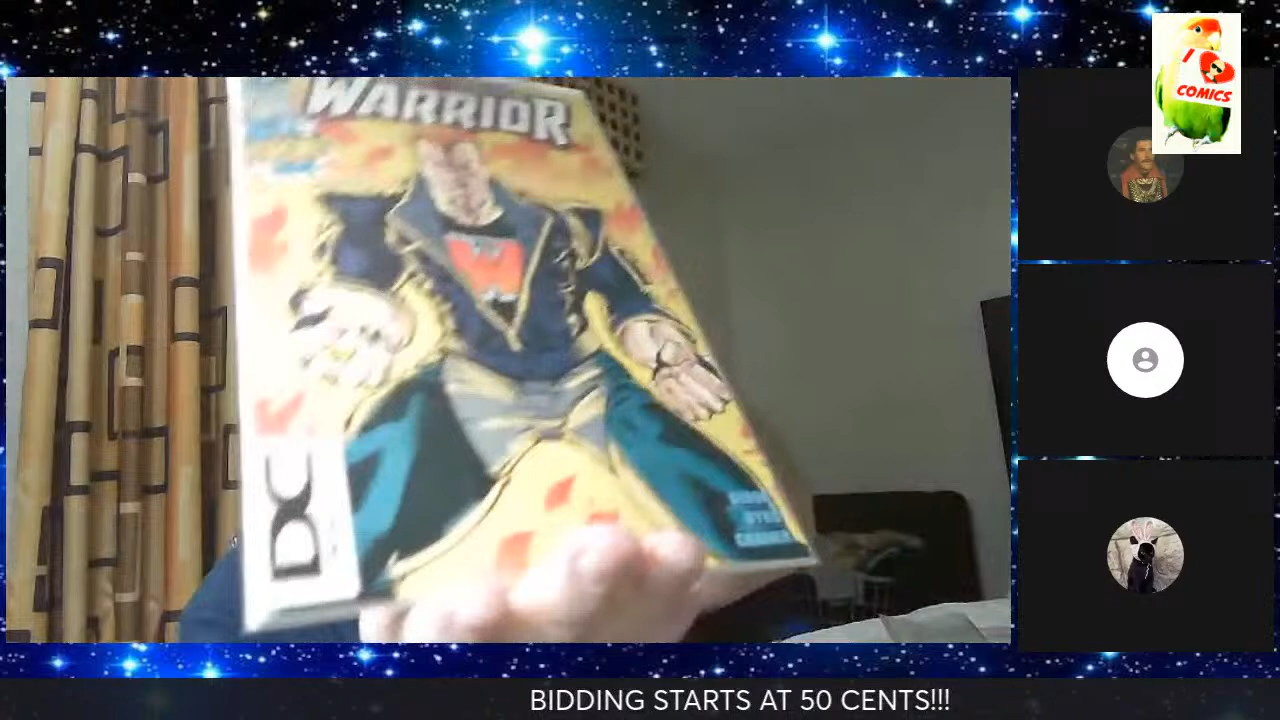 I
COMICS
WARRIOR
DC
BIDDING STARTS AT 50 CENTS!!!